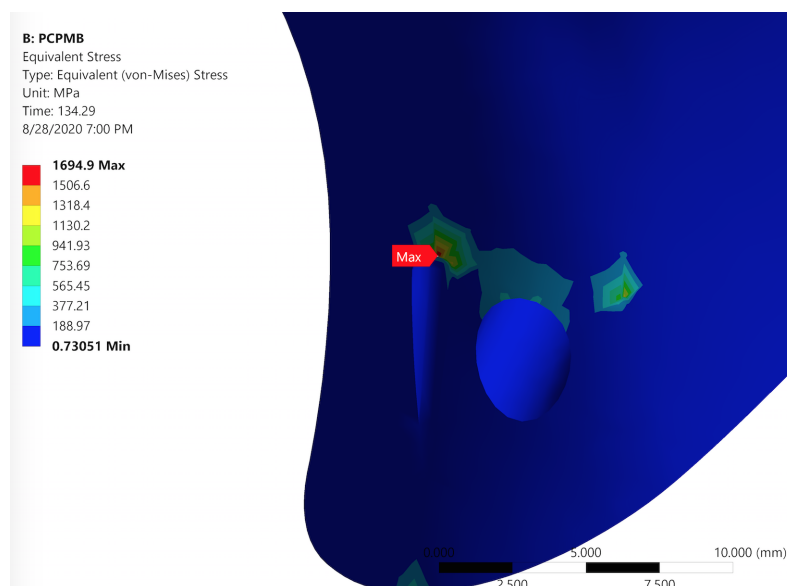 B: PCPMB
Equivalent Stress
Type: Equivalent (von-Mises) Stress
Unit: MPa
Time: 134.29
8/28/2020 7:00 PM
1694.9 Max
1506.6
1318.4
1130.2
941.93
753.69
565.45
377.21
188.97
0.73051 Min
Max
0.000 5.000 10.000 (mm)
2.500 7.500